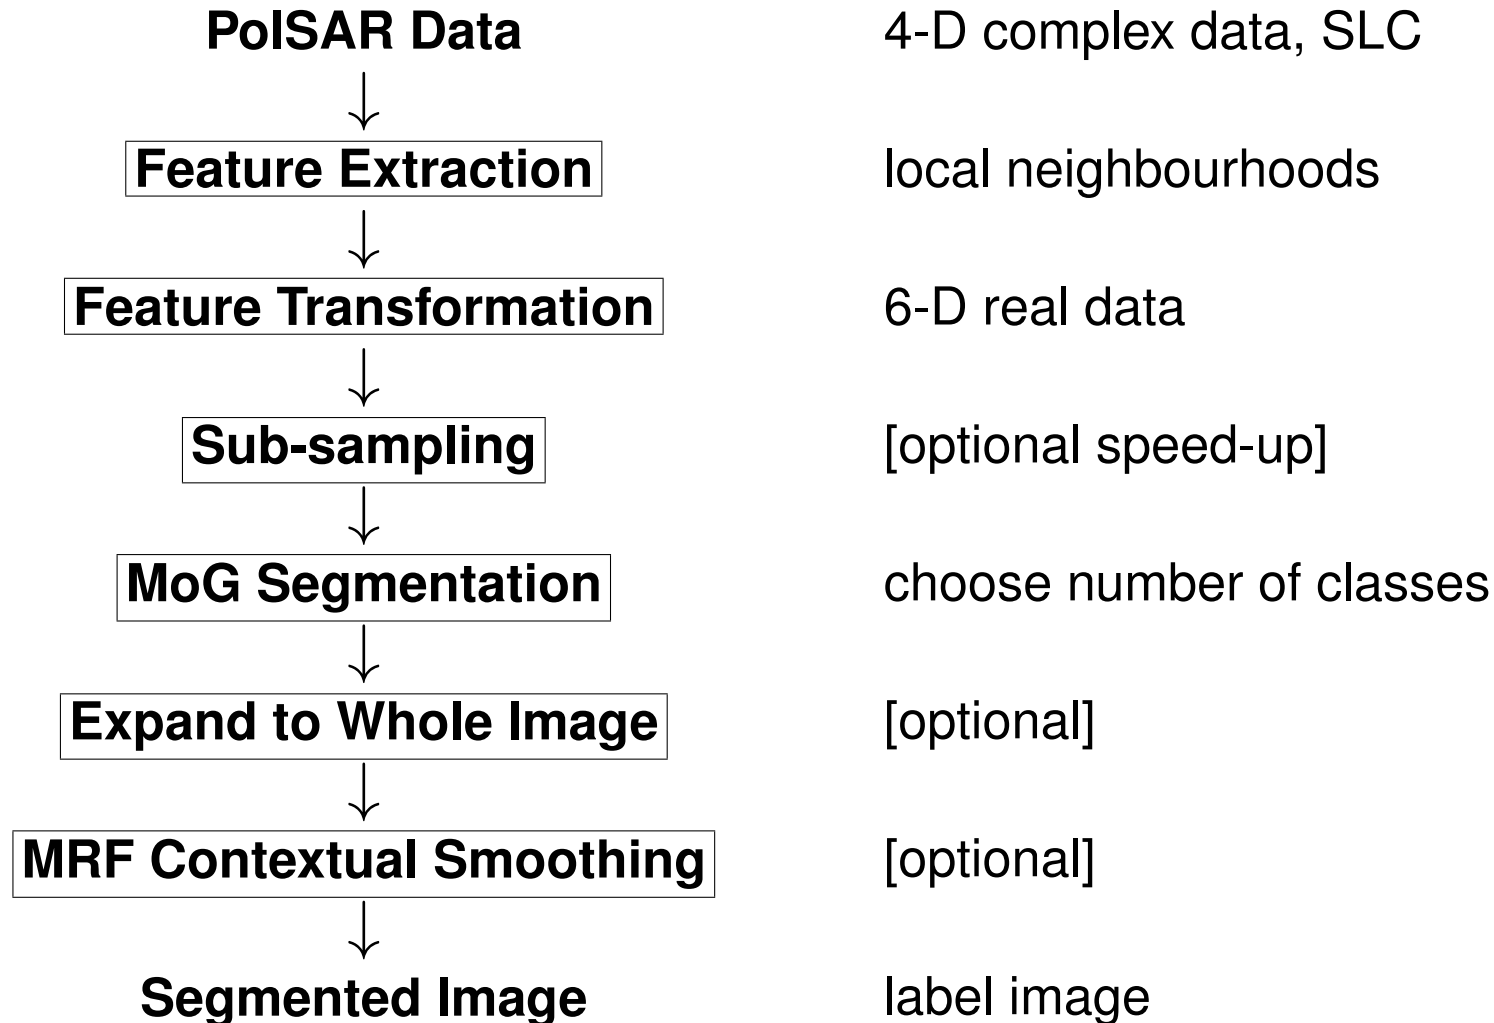 PolSAR Data 4-D complex data, SLC
Feature Extraction local neighbourhoods
Feature Transformation 6-D real data
Sub-sampling [optional speed-up]
MoG Segmentation choose number of classes
Expand to Whole Image [optional]
MRF Contextual Smoothing [optional]
Segmented Image label image